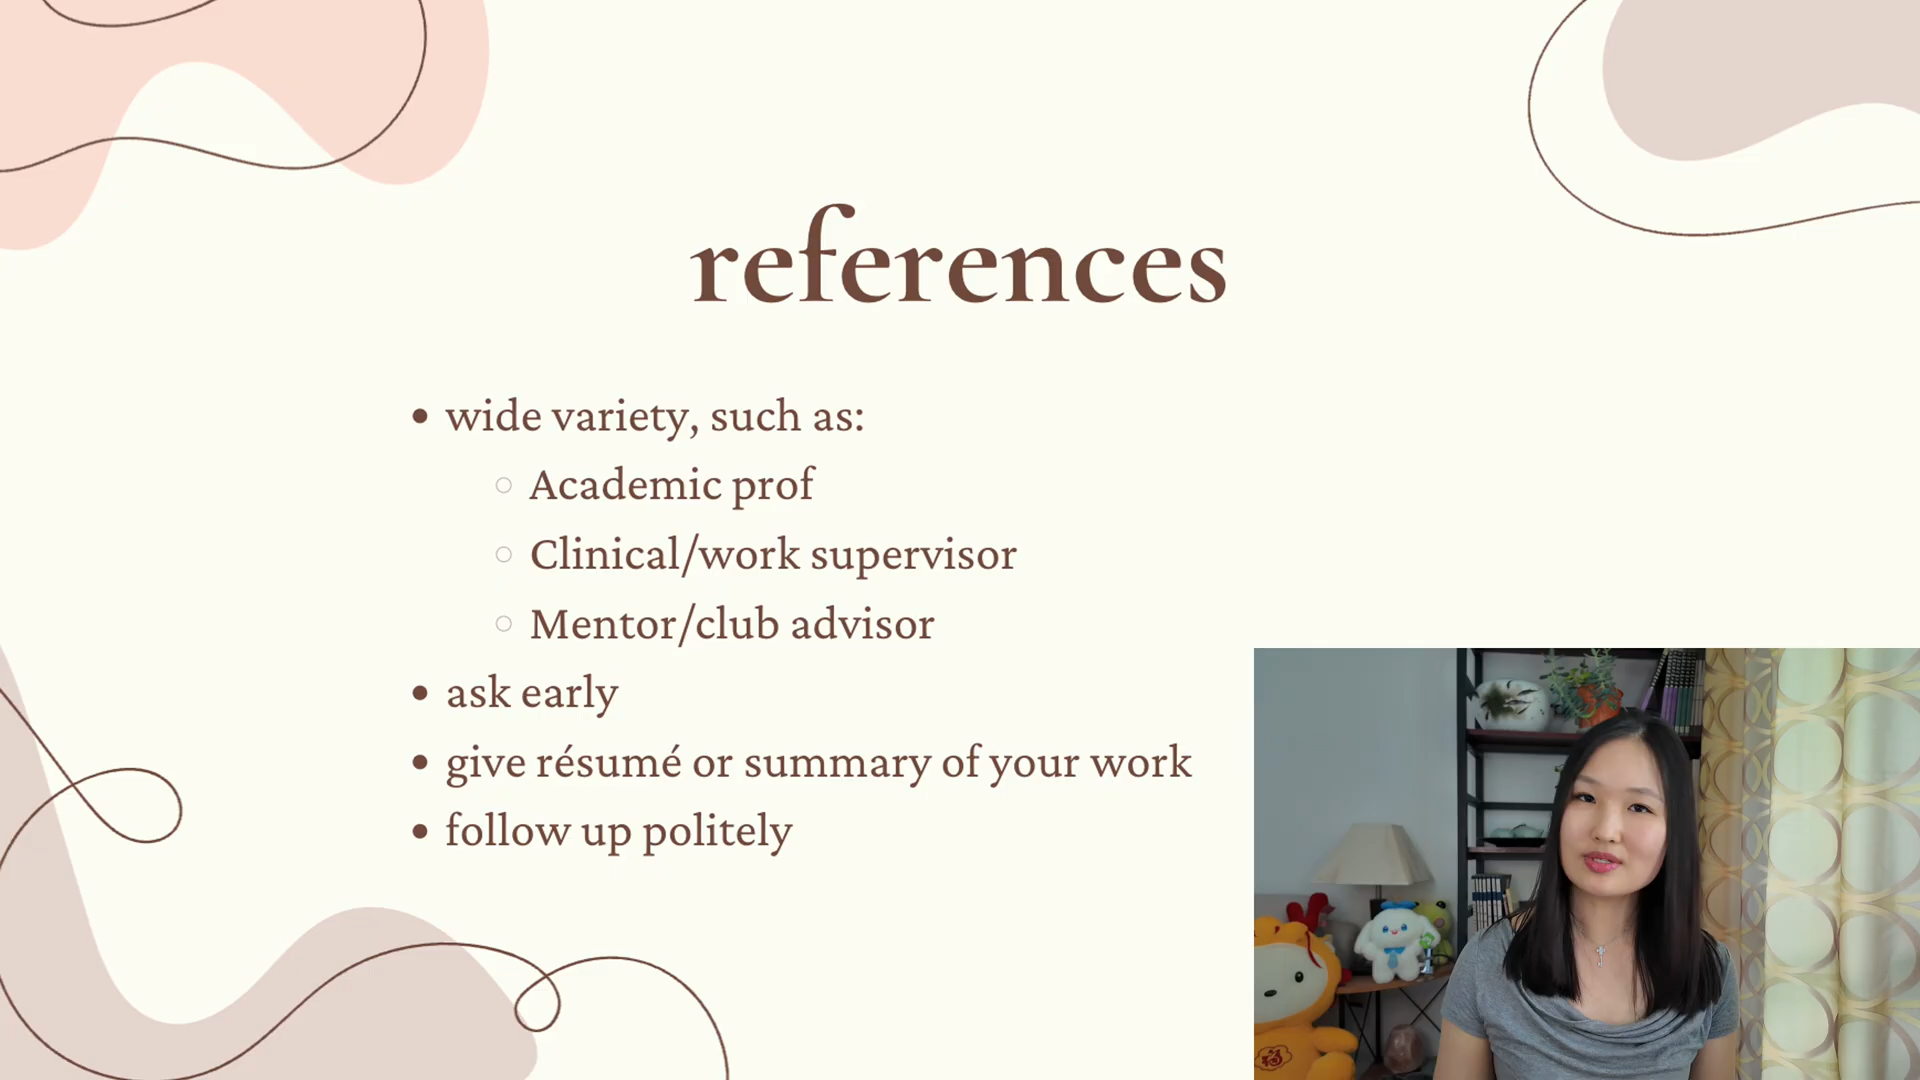 references
wide variety, such as:
Academic prof
Clinical/work supervisor
Mentor/club advisor
ask early
give résumé or summary of your work
follow up politely
福